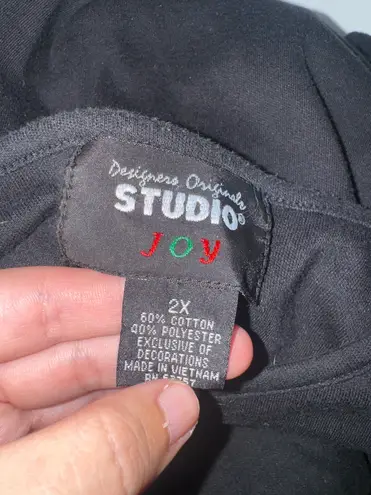 Designers Originals
STUDIO®
JOY
2X
60% COTTON
40% POLYESTER
EXCLUSIVE OF
DECORATIONS
MADE IN VIETNAM